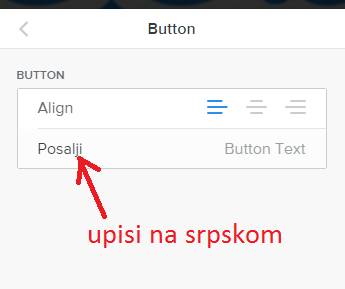 Button
BUTTON
Align
Posalji Button Text
upisi na srpskom